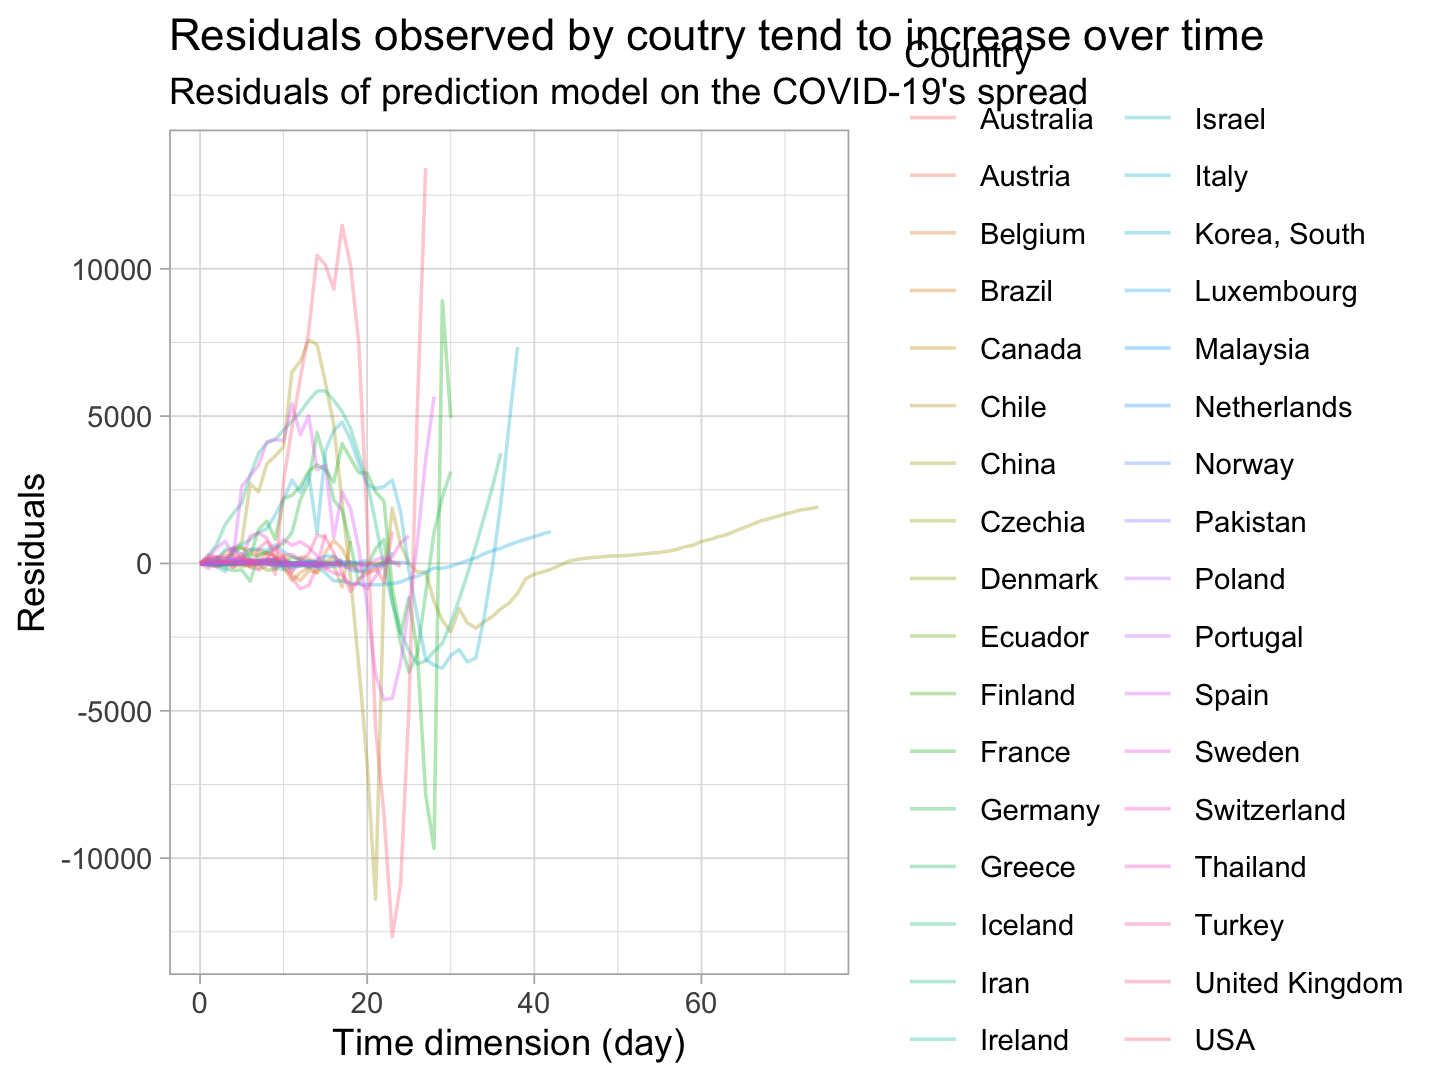 Residuals observed by coutry tend to increase over time
Residuals of prediction model on the COVID-19's spread
Country
Australia
Austria
Belgium
Brazil
Canada
Chile
China
Czechia
Denmark
Ecuador
Finland
France
Germany
Greece
Iceland
Iran
Ireland
Israel
Italy
Korea, South
Luxembourg
Malaysia
Netherlands
Norway
Pakistan
Poland
Portugal
Spain
Sweden
Switzerland
Thailand
Turkey
United Kingdom
USA
Residuals
10000
5000
0
-5000
-10000
0
20
40
60
Time dimension (day)